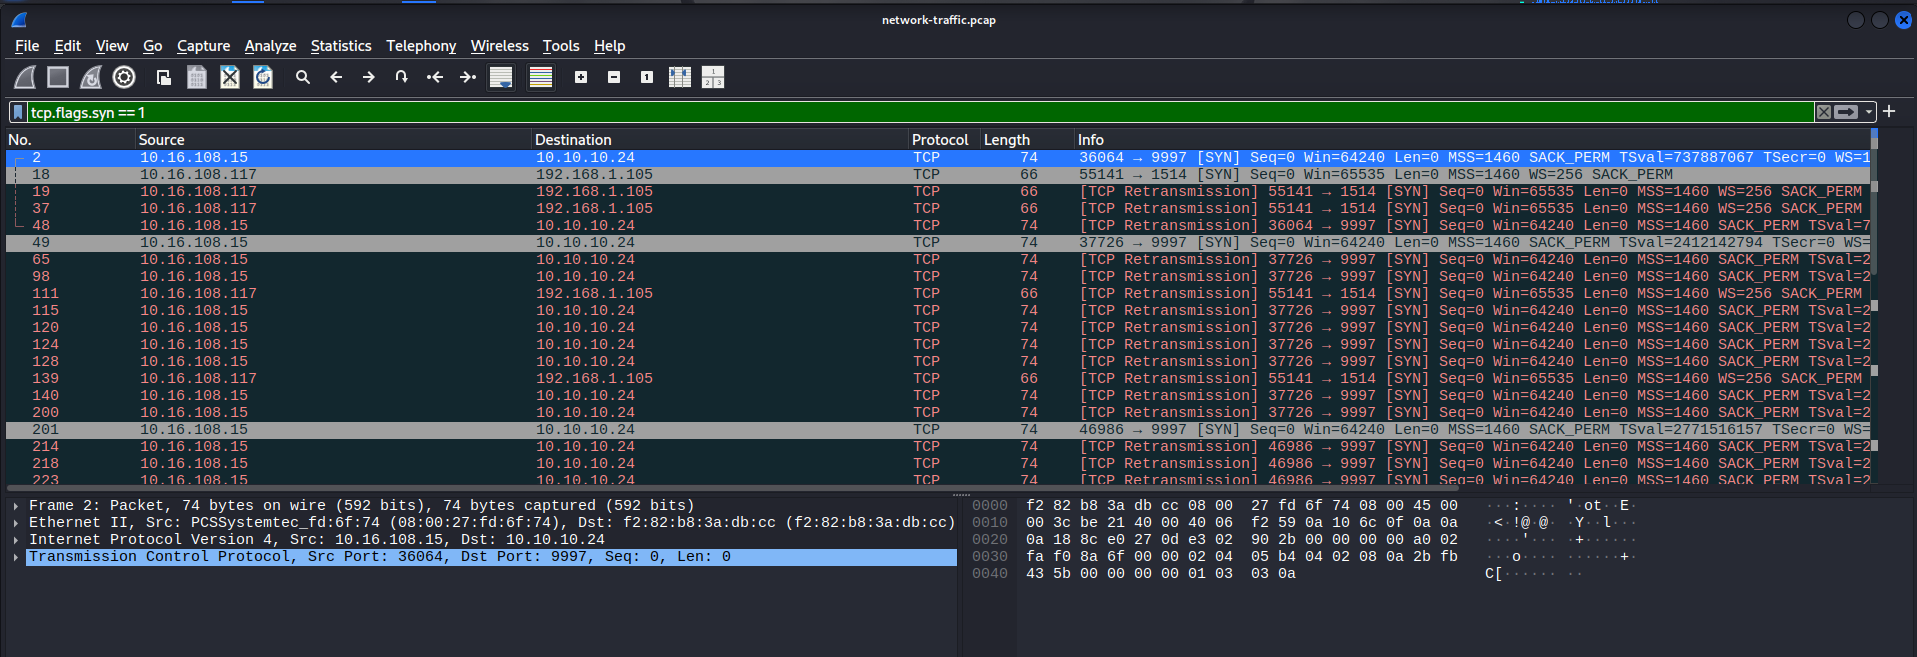 network-traffic.pcap
File Edit View Go Capture Analyze Statistics Telephony Wireless Tools Help
tcp.flags.syn == 1
No. Source Destination Protocol Length Info
2 10.16.108.15 10.10.10.24 TCP 74 36064 → 9997 [SYN] Seq=0 Win=64240 Len=0 MSS=1460 SACK_PERM TSval=737887067 TSecr=0 WS=1
18 10.16.108.117 192.168.1.105 TCP 66 55141 → 1514 [SYN] Seq=0 Win=65535 Len=0 MSS=1460 WS=256 SACK_PERM
19 10.16.108.117 192.168.1.105 TCP 66 [TCP Retransmission] 55141 → 1514 [SYN] Seq=0 Win=65535 Len=0 MSS=1460 WS=256 SACK_PERM
37 10.16.108.117 192.168.1.105 TCP 66 [TCP Retransmission] 55141 → 1514 [SYN] Seq=0 Win=65535 Len=0 MSS=1460 WS=256 SACK_PERM
48 10.16.108.15 10.10.10.24 TCP 74 [TCP Retransmission] 36064 → 9997 [SYN] Seq=0 Win=64240 Len=0 MSS=1460 SACK_PERM TSval=7
49 10.16.108.15 10.10.10.24 TCP 74 37726 → 9997 [SYN] Seq=0 Win=64240 Len=0 MSS=1460 SACK_PERM TSval=2412142794 TSecr=0 WS=
65 10.16.108.15 10.10.10.24 TCP 74 [TCP Retransmission] 37726 → 9997 [SYN] Seq=0 Win=64240 Len=0 MSS=1460 SACK_PERM TSval=2
98 10.16.108.15 10.10.10.24 TCP 74 [TCP Retransmission] 37726 → 9997 [SYN] Seq=0 Win=64240 Len=0 MSS=1460 SACK_PERM TSval=2
111 10.16.108.117 192.168.1.105 TCP 66 [TCP Retransmission] 55141 → 1514 [SYN] Seq=0 Win=65535 Len=0 MSS=1460 WS=256 SACK_PERM
115 10.16.108.15 10.10.10.24 TCP 74 [TCP Retransmission] 37726 → 9997 [SYN] Seq=0 Win=64240 Len=0 MSS=1460 SACK_PERM TSval=2
120 10.16.108.15 10.10.10.24 TCP 74 [TCP Retransmission] 37726 → 9997 [SYN] Seq=0 Win=64240 Len=0 MSS=1460 SACK_PERM TSval=2
124 10.16.108.15 10.10.10.24 TCP 74 [TCP Retransmission] 37726 → 9997 [SYN] Seq=0 Win=64240 Len=0 MSS=1460 SACK_PERM TSval=2
128 10.16.108.15 10.10.10.24 TCP 74 [TCP Retransmission] 37726 → 9997 [SYN] Seq=0 Win=64240 Len=0 MSS=1460 SACK_PERM TSval=2
139 10.16.108.117 192.168.1.105 TCP 66 [TCP Retransmission] 55141 → 1514 [SYN] Seq=0 Win=65535 Len=0 MSS=1460 WS=256 SACK_PERM
140 10.16.108.15 10.10.10.24 TCP 74 [TCP Retransmission] 37726 → 9997 [SYN] Seq=0 Win=64240 Len=0 MSS=1460 SACK_PERM TSval=2
200 10.16.108.15 10.10.10.24 TCP 74 [TCP Retransmission] 37726 → 9997 [SYN] Seq=0 Win=64240 Len=0 MSS=1460 SACK_PERM TSval=2
201 10.16.108.15 10.10.10.24 TCP 74 46986 → 9997 [SYN] Seq=0 Win=64240 Len=0 MSS=1460 SACK_PERM TSval=2771516157 TSecr=0 WS=
214 10.16.108.15 10.10.10.24 TCP 74 [TCP Retransmission] 46986 → 9997 [SYN] Seq=0 Win=64240 Len=0 MSS=1460 SACK_PERM TSval=2
218 10.16.108.15 10.10.10.24 TCP 74 [TCP Retransmission] 46986 → 9997 [SYN] Seq=0 Win=64240 Len=0 MSS=1460 SACK_PERM TSval=2
223 10.16.108.15 10.10.10.24 TCP 74 [TCP Retransmission] 46986 → 9997 [SYN] Seq=0 Win=64240 Len=0 MSS=1460 SACK_PERM TSval=2
Frame 2: Packet, 74 bytes on wire (592 bits), 74 bytes captured (592 bits)
Ethernet II, Src: PCSSystemtec_fd:6f:74 (08:00:27:fd:6f:74), Dst: f2:82:b8:3a:db:cc (f2:82:b8:3a:db:cc)
Internet Protocol Version 4, Src: 10.16.108.15, Dst: 10.10.10.24
Transmission Control Protocol, Src Port: 36064, Dst Port: 9997, Seq: 0, Len: 0
0000 f2 82 b8 3a db cc 08 00 27 fd 6f 74 08 00 45 00 ···:···· '·ot··E·
0010 00 3c be 21 40 00 40 06 f2 59 0a 10 6c 0f 0a 0a ·<·!@·@· ·Y··l···
0020 0a 18 8c e0 27 0d e3 02 90 2b 00 00 00 00 a0 02 ····'··· ·+······
0030 fa f0 8a 6f 00 00 02 04 05 b4 04 02 08 0a 2b fb ···o···· ······+·
0040 43 5b 00 00 00 00 01 03 03 0a C[······ ··